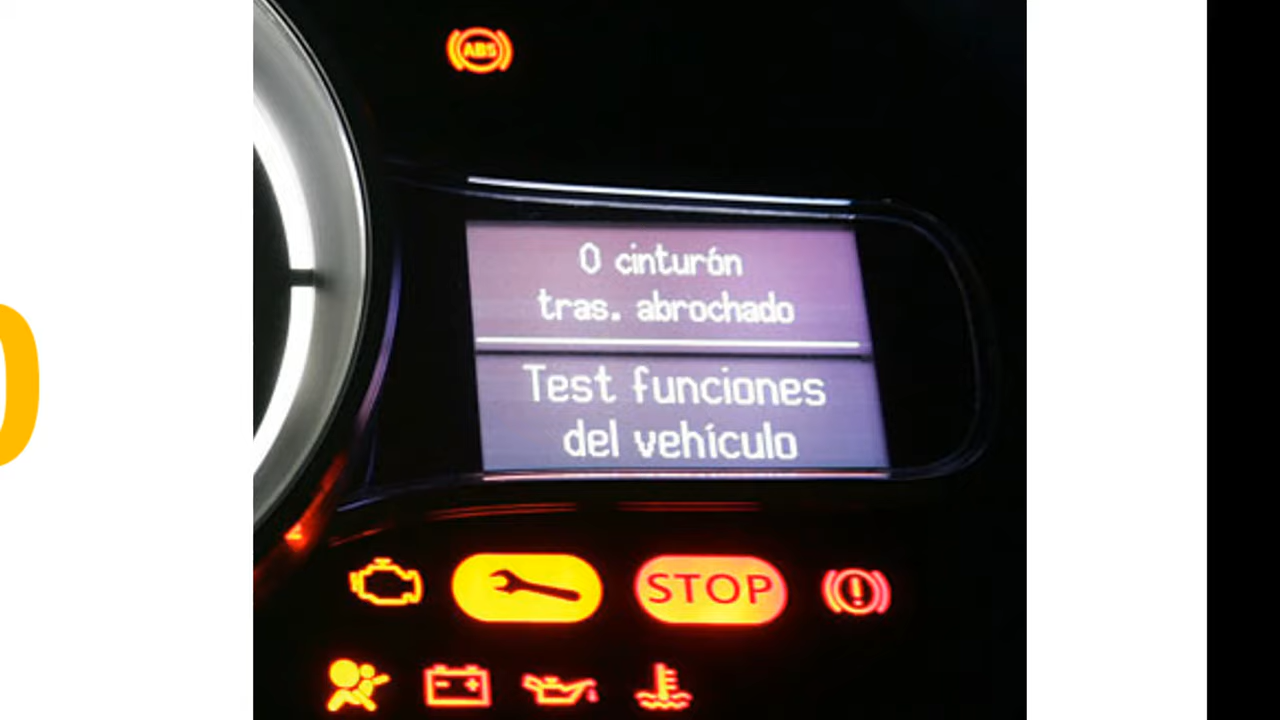 ABS
0 cinturón
tras. abrochado
Test funciones
del vehículo
STOP